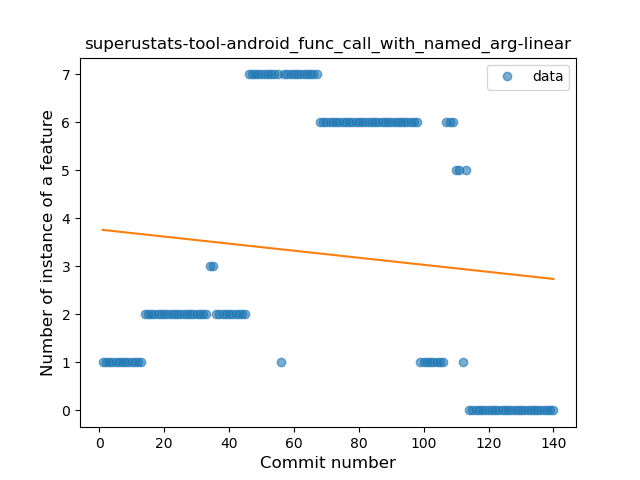 superustats-tool-android_func_call_with_named_arg-linear
data
Number of instance of a feature
7
6
5
4
3
2
1
0
0 20 40 60 80 100 120 140
Commit number